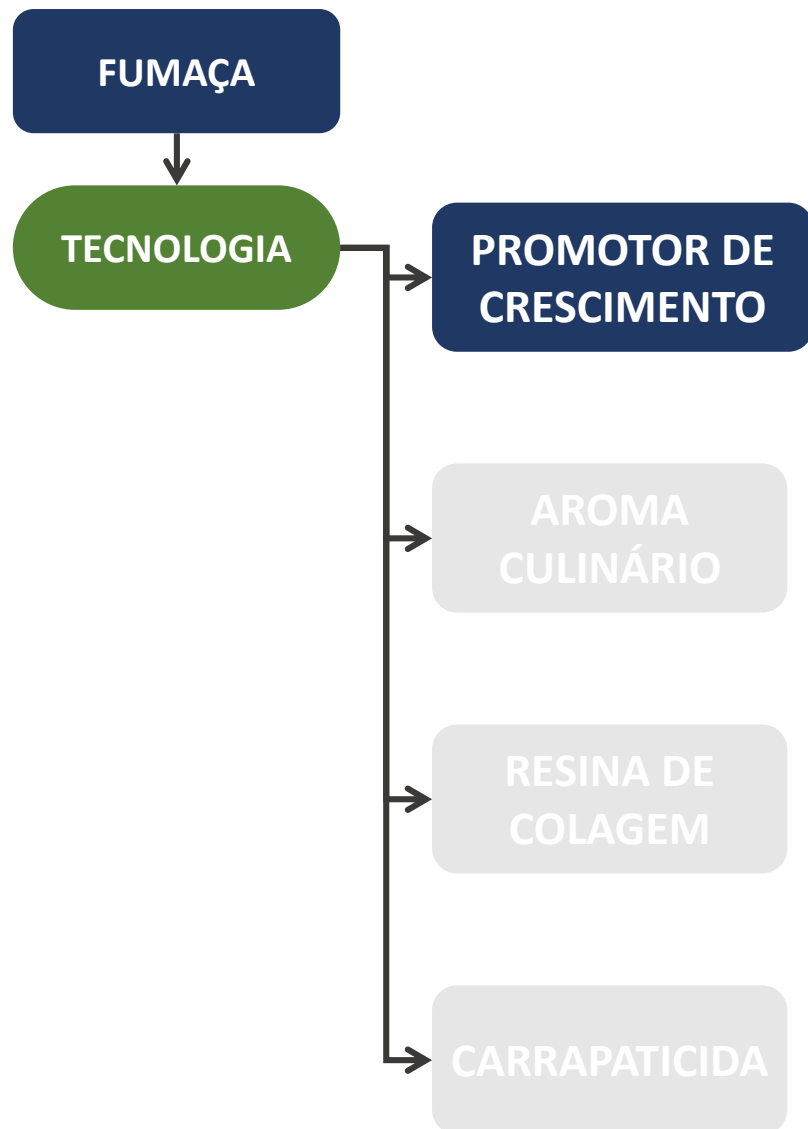 FUMAÇA
TECNOLOGIA
PROMOTOR DE
CRESCIMENTO
AROMA
CULINÁRIO
RESINA DE
COLAGEM
CARRAPATICIDA